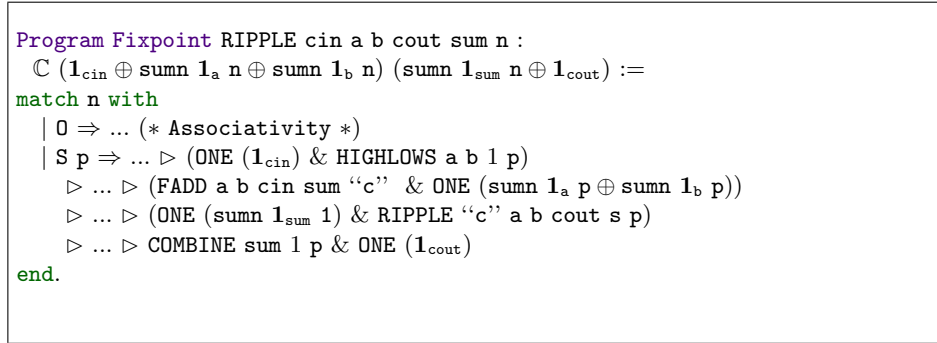 Program Fixpoint RIPPLE cin a b cout sum n :
ℂ (𝟏cin ⊕ sumn 𝟏a n ⊕ sumn 𝟏b n) (sumn 𝟏sum n ⊕ 𝟏cout) :=
match n with
| O ⇒ ... (∗ Associativity ∗)
| S p ⇒ ... ▷ (ONE (𝟏cin) & HIGHLOWS a b 1 p)
▷ ... ▷ (FADD a b cin sum “c” & ONE (sumn 𝟏a p ⊕ sumn 𝟏b p))
▷ ... ▷ (ONE (sumn 𝟏sum 1) & RIPPLE “c” a b cout s p)
▷ ... ▷ COMBINE sum 1 p & ONE (𝟏cout)
end.